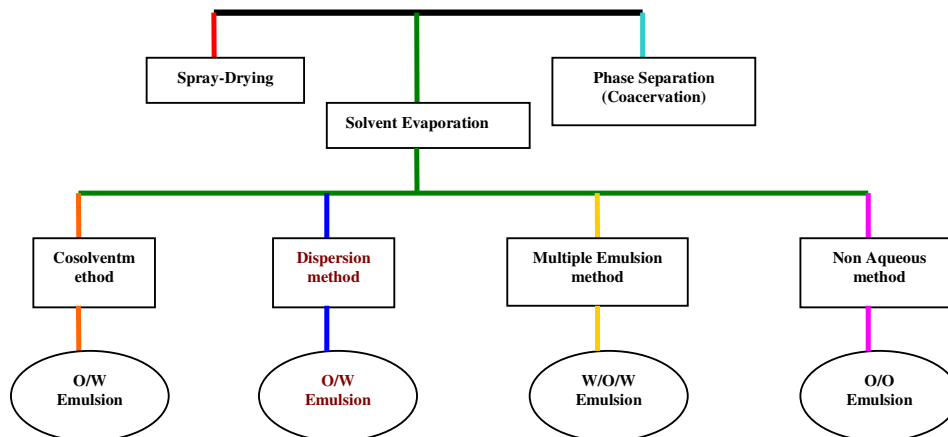 Spray-Drying
Phase Separation
(Coacervation)
Solvent Evaporation
Cosolventm
ethod
Dispersion
method
Multiple Emulsion
method
Non Aqueous
method
O/W
Emulsion
O/W
Emulsion
W/O/W
Emulsion
O/O
Emulsion